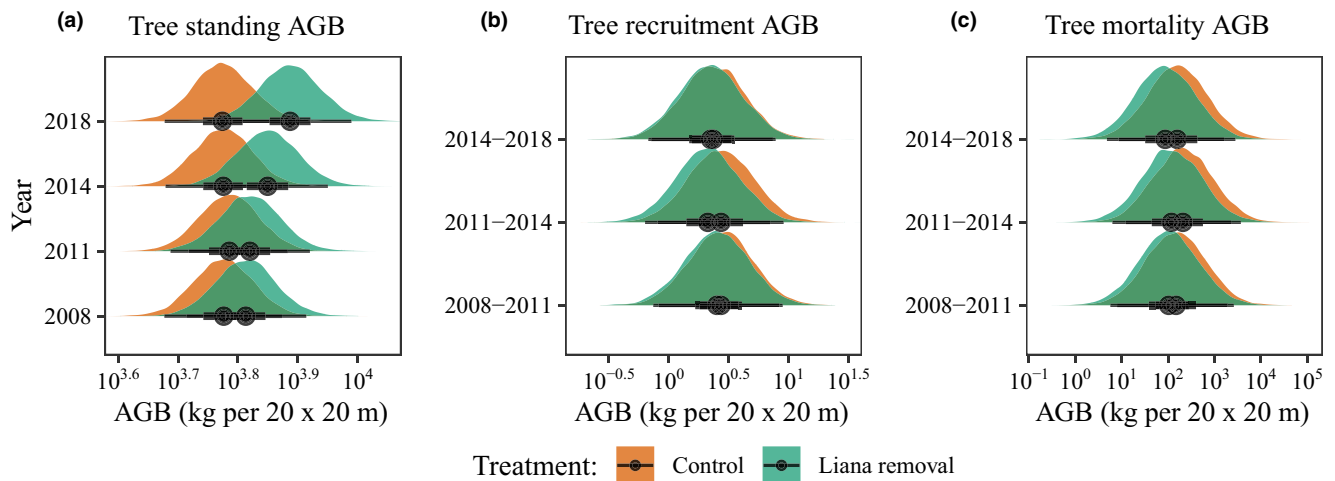 (a) Tree standing AGB
Year
2018
2014
2011
2008
10^3.6 10^3.7 10^3.8 10^3.9 10^4
AGB (kg per 20 x 20 m)
(b) Tree recruitment AGB
2014−2018
2011−2014
2008−2011
10^−0.5 10^0 10^0.5 10^1 10^1.5
AGB (kg per 20 x 20 m)
(c) Tree mortality AGB
2014−2018
2011−2014
2008−2011
10^−1 10^0 10^1 10^2 10^3 10^4 10^5
AGB (kg per 20 x 20 m)
Treatment: Control Liana removal